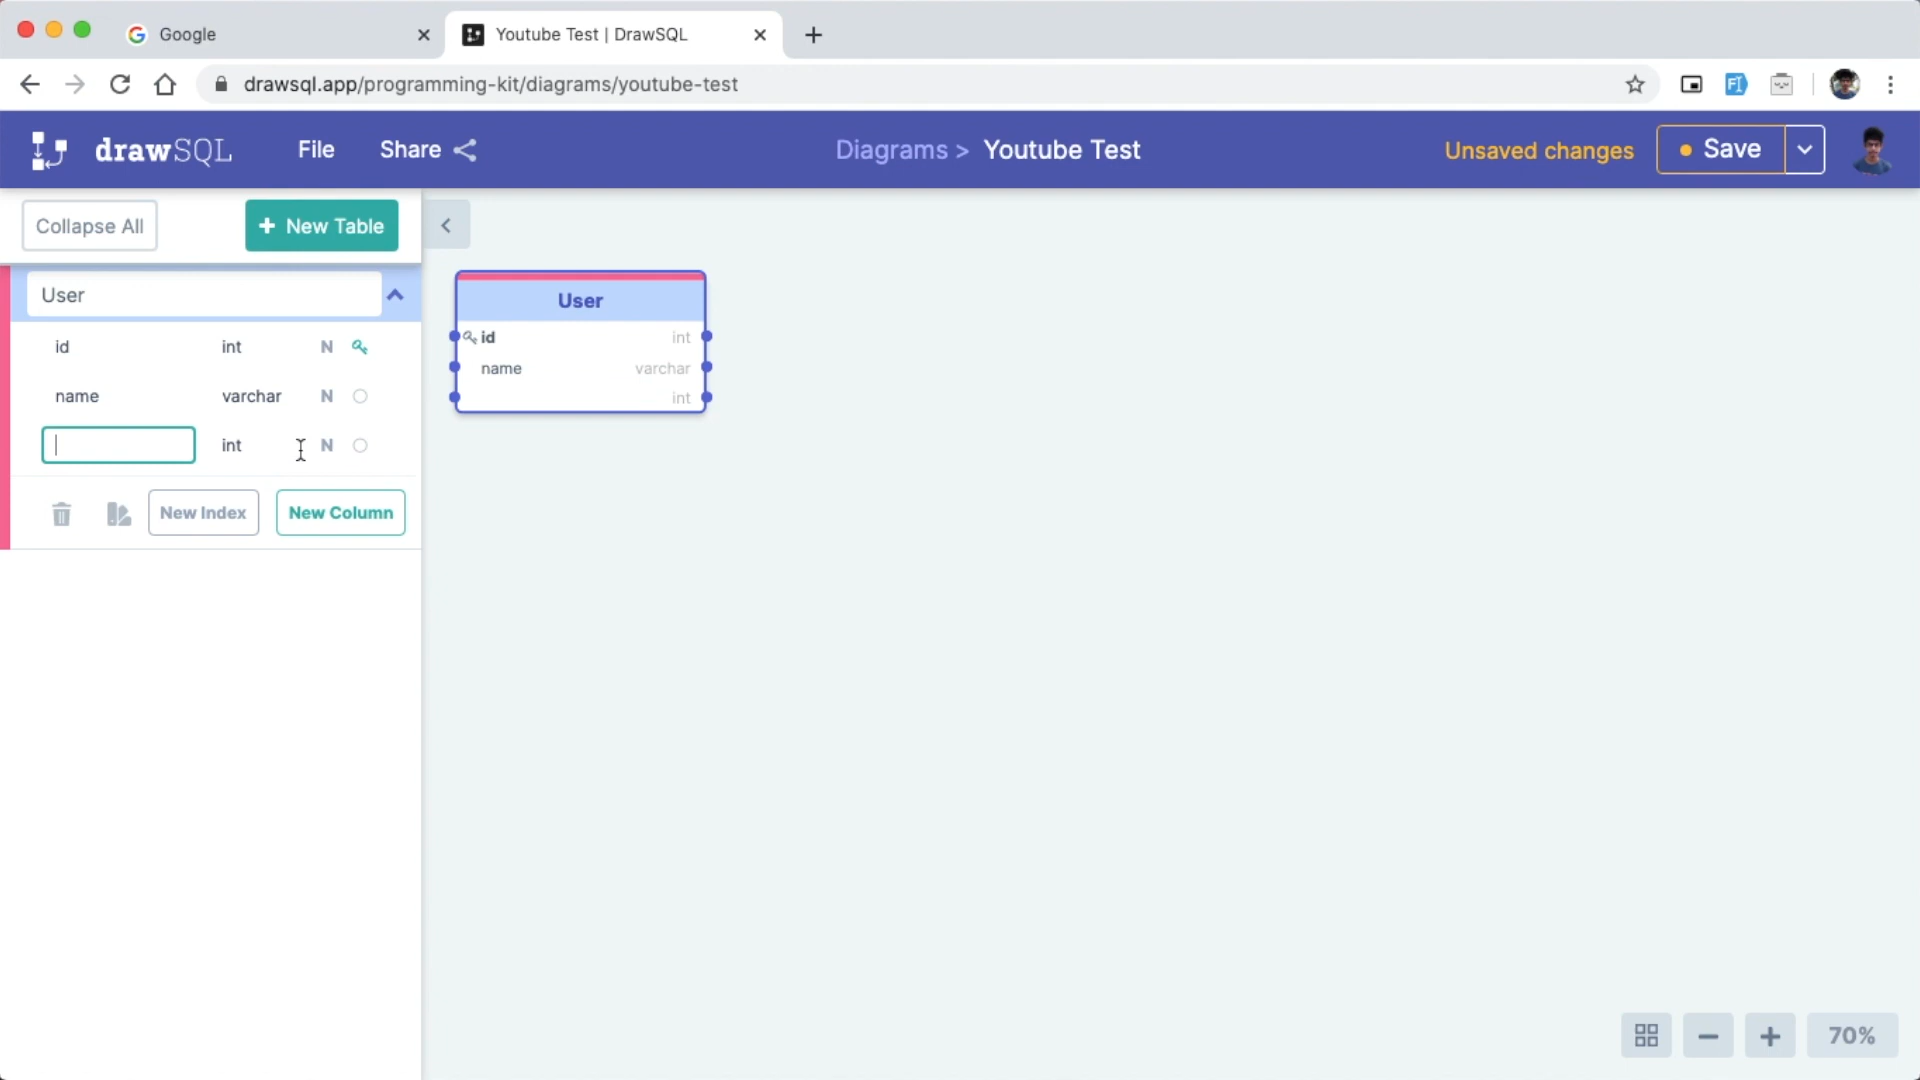 Google
Youtube Test | DrawSQL
drawsql.app/programming-kit/diagrams/youtube-test
drawSQL File Share Diagrams > Youtube Test Unsaved changes Save
Collapse All + New Table
User
id int N
name varchar N
int N
New Index New Column
User
id int
name varchar
int
70%